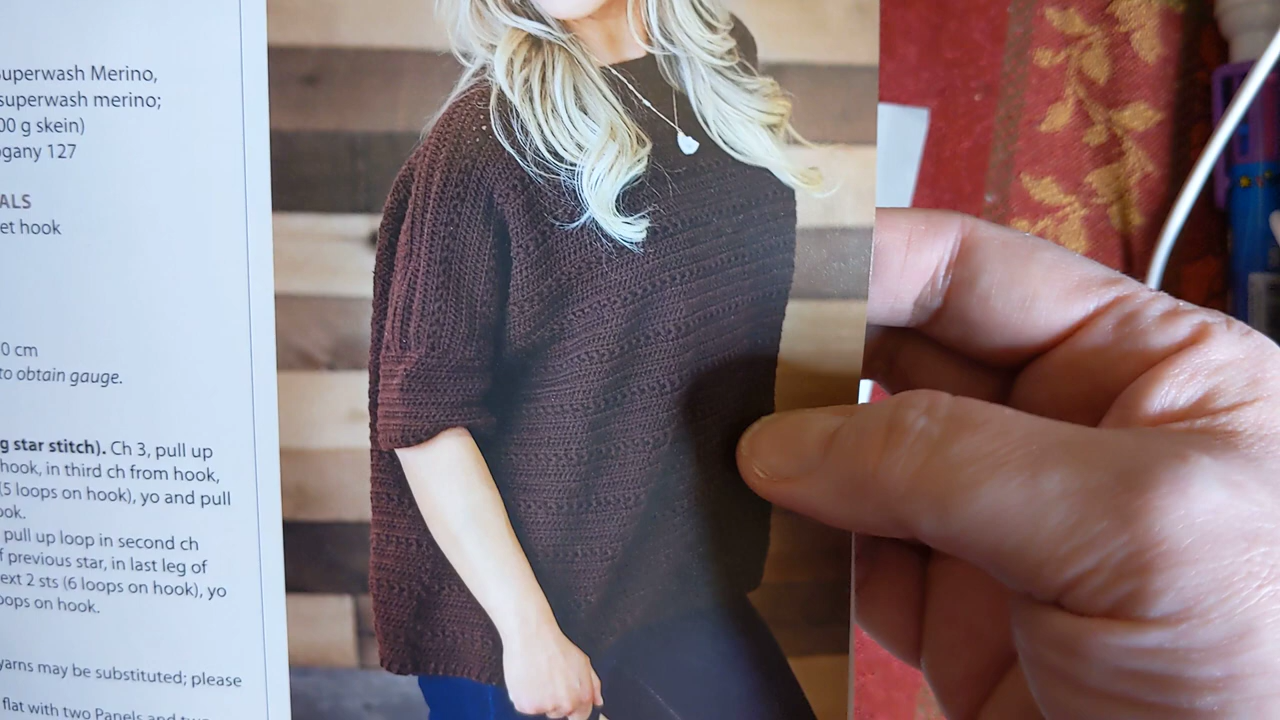 Superwash Merino,
superwash merino;
00 g skein)
ogany 127
ALS
et hook
0 cm
to obtain gauge.
g star stitch). Ch 3, pull up
hook, in third ch from hook,
(5 loops on hook), yo and pull
ook.
pull up loop in second ch
f previous star, in last leg of
ext 2 sts (6 loops on hook), yo
oops on hook.
yarns may be substituted; please
flat with two Panels and two